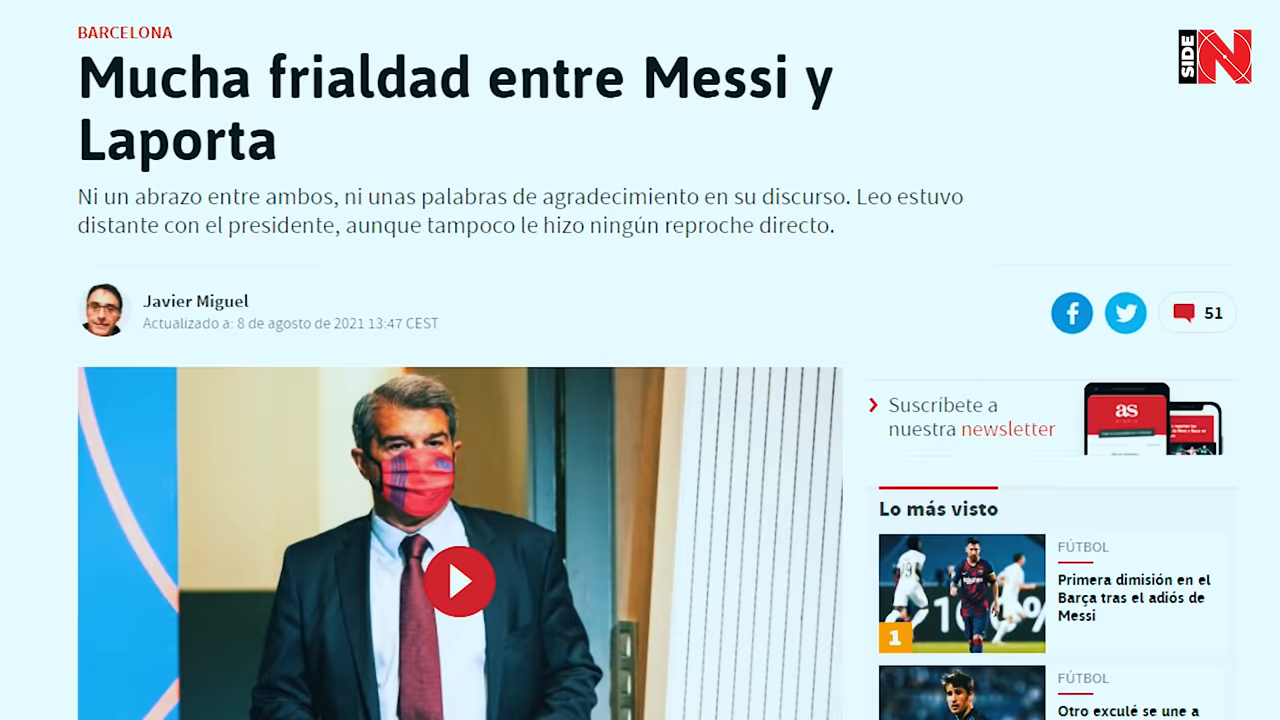 BARCELONA
Mucha frialdad entre Messi y
Laporta
SIDE
N
Ni un abrazo entre ambos, ni unas palabras de agradecimiento en su discurso. Leo estuvo
distante con el presidente, aunque tampoco le hizo ningún reproche directo.
Javier Miguel
Actualizado a: 8 de agosto de 2021 13:47 CEST
51
Suscríbete a
nuestra newsletter
as
Lo más visto
FÚTBOL
Primera dimisión en el
Barça tras el adiós de
Messi
1
FÚTBOL
Otro exculé se une a